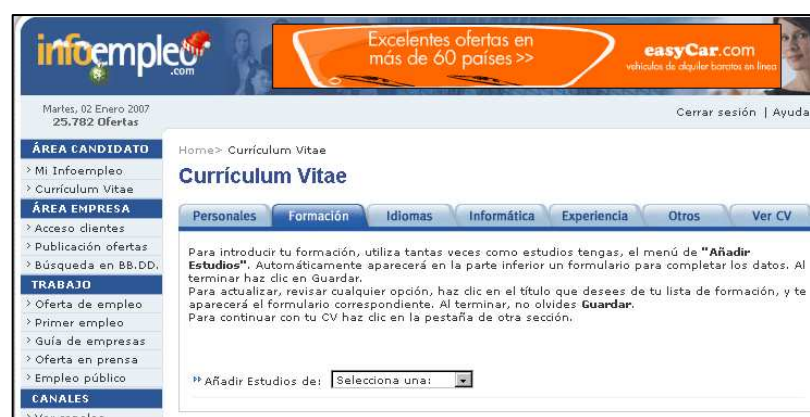 infoempleo
.com
Excelentes ofertas en
más de 60 países >>
easyCar.com
vehículos de alquiler baratos en línea
Martes, 02 Enero 2007
25.782 Ofertas
Cerrar sesión | Ayuda
ÁREA CANDIDATO
> Mi Infoempleo
> Currículum Vitae
ÁREA EMPRESA
> Acceso clientes
> Publicación ofertas
> Búsqueda en BB.DD.
TRABAJO
> Oferta de empleo
> Primer empleo
> Guía de empresas
> Oferta en prensa
> Empleo público
CANALES
> Ver canales
Home> Currículum Vitae
Currículum Vitae
Personales Formación Idiomas Informática Experiencia Otros Ver CV
Para introducir tu formación, utiliza tantas veces como estudios tengas, el menú de "Añadir
Estudios". Automáticamente aparecerá en la parte inferior un formulario para completar los datos. Al
terminar haz clic en Guardar.
Para actualizar, revisar cualquier opción, haz clic en el título que desees de tu lista de formación, y te
aparecerá el formulario correspondiente. Al terminar, no olvides Guardar.
Para continuar con tu CV haz clic en la pestaña de otra sección.
Añadir Estudios de: Selecciona una: